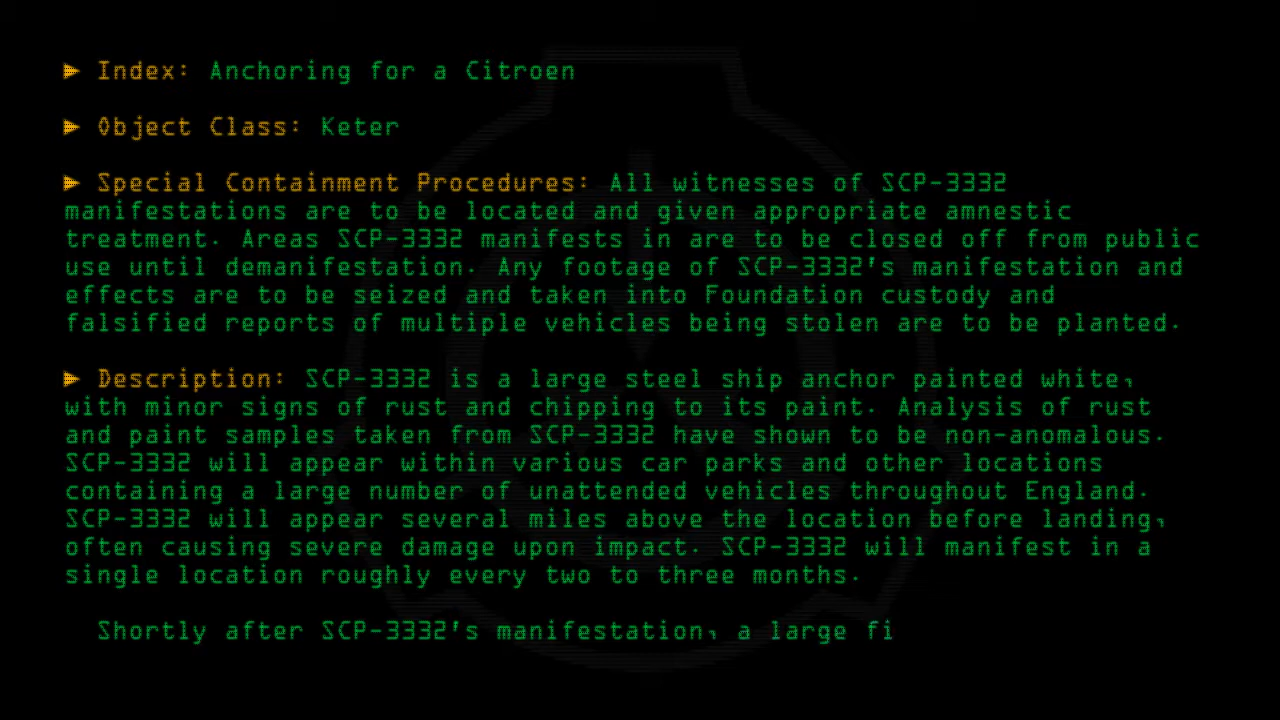 ► Index: Anchoring for a Citroen
► Object Class: Keter
► Special Containment Procedures: All witnesses of SCP-3332
manifestations are to be located and given appropriate amnestic
treatment. Areas SCP-3332 manifests in are to be closed off from public
use until demanifestation. Any footage of SCP-3332's manifestation and
effects are to be seized and taken into Foundation custody and
falsified reports of multiple vehicles being stolen are to be planted.
► Description: SCP-3332 is a large steel ship anchor painted white,
with minor signs of rust and chipping to its paint. Analysis of rust
and paint samples taken from SCP-3332 have shown to be non-anomalous.
SCP-3332 will appear within various car parks and other locations
containing a large number of unattended vehicles throughout England.
SCP-3332 will appear several miles above the location before landing,
often causing severe damage upon impact. SCP-3332 will manifest in a
single location roughly every two to three months.
Shortly after SCP-3332's manifestation, a large fi